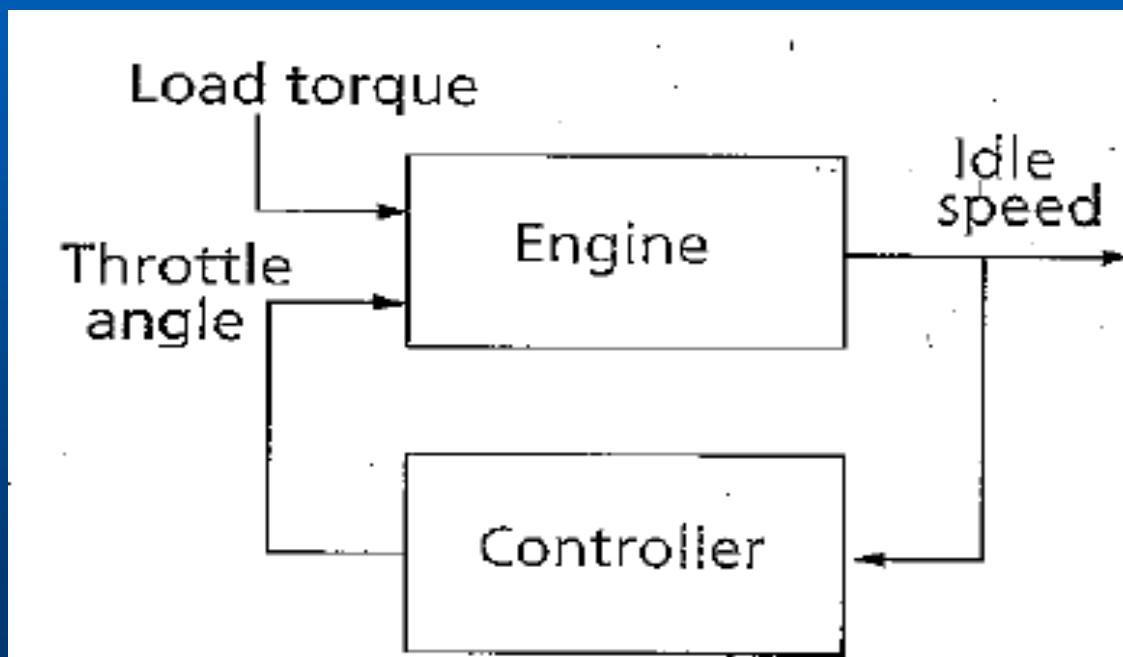 Load torque
Idle
speed
Engine
Throttle
angle
Controller